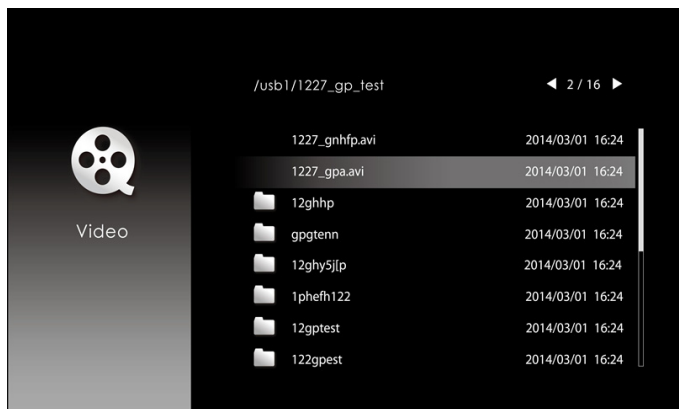 /usb1/1227_gp_test 2 / 16
1227_gnhfp.avi 2014/03/01 16:24
1227_gpa.avi 2014/03/01 16:24
12ghhp 2014/03/01 16:24
Video
gpgtenn 2014/03/01 16:24
12ghy5j[p 2014/03/01 16:24
1phefh122 2014/03/01 16:24
12gptest 2014/03/01 16:24
122gpest 2014/03/01 16:24